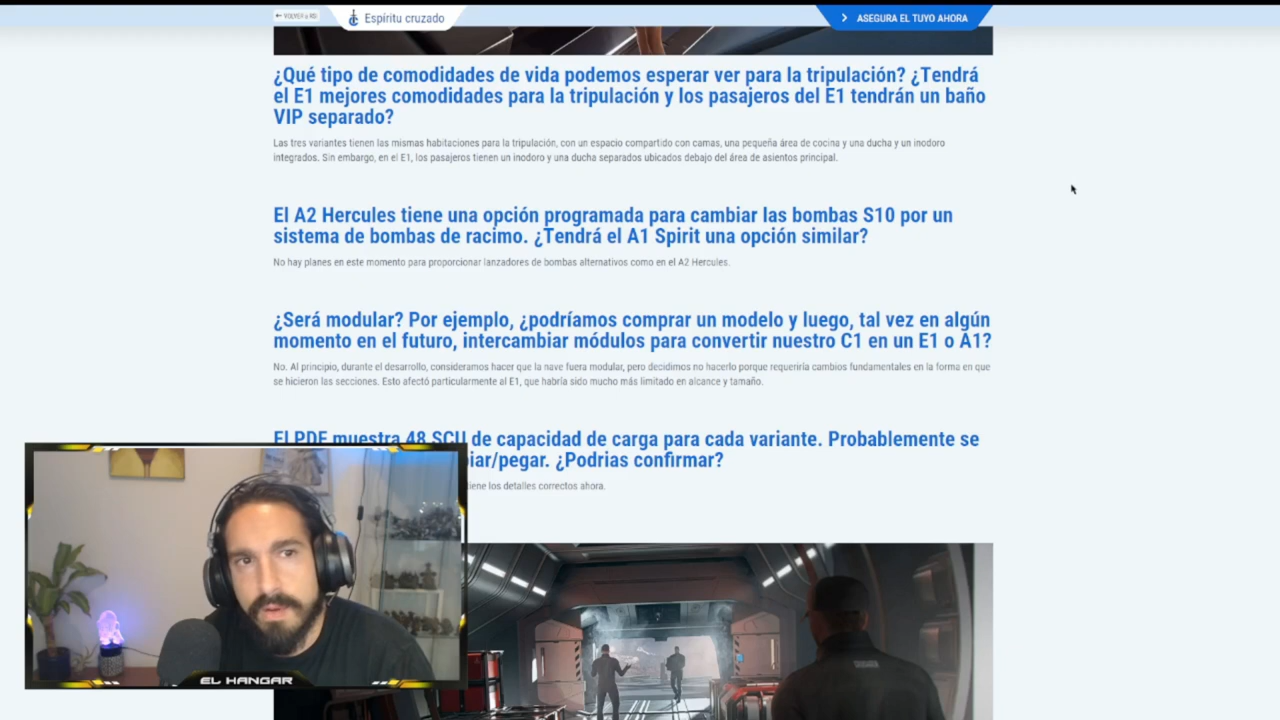 ← VOLVER a RSI
Espíritu cruzado
ASEGURA EL TUYO AHORA
¿Qué tipo de comodidades de vida podemos esperar ver para la tripulación? ¿Tendrá
el E1 mejores comodidades para la tripulación y los pasajeros del E1 tendrán un baño
VIP separado?
Las tres variantes tienen las mismas habitaciones para la tripulación, con un espacio compartido con camas, una pequeña área de cocina y una ducha y un inodoro
integrados. Sin embargo, en el E1, los pasajeros tienen un inodoro y una ducha separados ubicados debajo del área de asientos principal.
El A2 Hercules tiene una opción programada para cambiar las bombas S10 por un
sistema de bombas de racimo. ¿Tendrá el A1 Spirit una opción similar?
No hay planes en este momento para proporcionar lanzadores de bombas alternativos como en el A2 Hercules.
¿Será modular? Por ejemplo, ¿podríamos comprar un modelo y luego, tal vez en algún
momento en el futuro, intercambiar módulos para convertir nuestro C1 en un E1 o A1?
No. Al principio, durante el desarrollo, consideramos hacer que la nave fuera modular, pero decidimos no hacerlo porque requeriría cambios fundamentales en la forma en que
se hicieron las secciones. Esto afectó particularmente al E1, que habría sido mucho más limitado en alcance y tamaño.
El PDF muestra 48 SCU de capacidad de carga para cada variante. Probablemente se
iar/pegar. ¿Podrias confirmar?
iene los detalles correctos ahora.
EL HANGAR